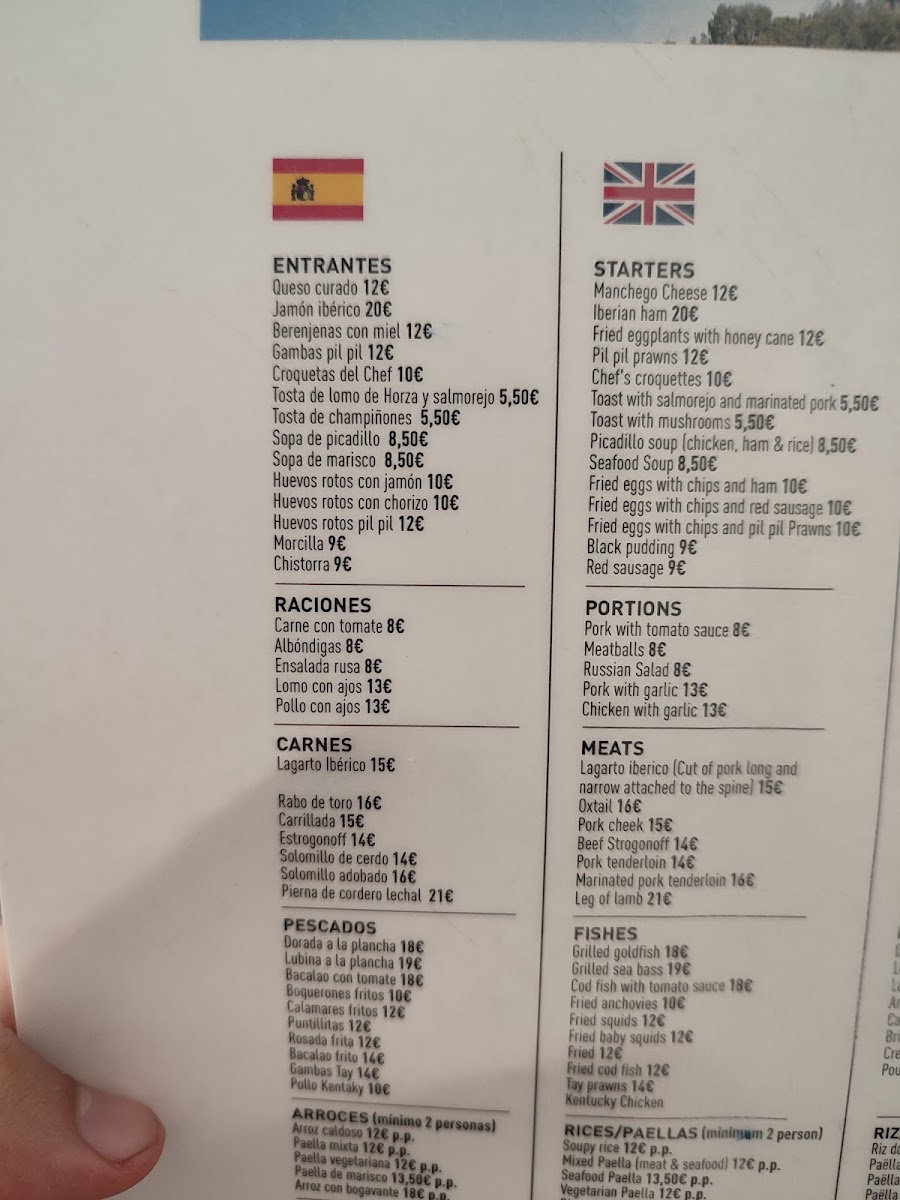 ENTRANTES
Queso curado 12€
Jamón ibérico 20€
Berenjenas con miel 12€
Gambas pil pil 12€
Croquetas del Chef 10€
Tosta de lomo de Horza y salmorejo 5,50€
Tosta de champiñones 5,50€
Sopa de picadillo 8,50€
Sopa de marisco 8,50€
Huevos rotos con jamón 10€
Huevos rotos con chorizo 10€
Huevos rotos pil pil 12€
Morcilla 9€
Chistorra 9€
RACIONES
Carne con tomate 8€
Albóndigas 8€
Ensalada rusa 8€
Lomo con ajos 13€
Pollo con ajos 13€
CARNES
Lagarto Ibérico 15€
Rabo de toro 16€
Carrillada 15€
Estrogonoff 14€
Solomillo de cerdo 14€
Solomillo adobado 16€
Pierna de cordero lechal 21€
PESCADOS
Dorada a la plancha 18€
Lubina a la plancha 19€
Bacalao con tomate 18€
Boquerones fritos 10€
Calamares fritos 12€
Puntillitas 12€
Rosada frita 12€
Bacalao frito 14€
Gambas Tay 14€
Pollo Kentaky 10€
ARROCES (mínimo 2 personas)
Arroz caldoso 12€ p.p.
Paella mixta 12€ p.p.
Paella vegetariana 12€ p.p.
Paella de marisco 13,50€ p.p.
Arroz con bogavante 18€ p.p.
STARTERS
Manchego Cheese 12€
Iberian ham 20€
Fried eggplants with honey cane 12€
Pil pil prawns 12€
Chef's croquettes 10€
Toast with salmorejo and marinated pork 5,50€
Toast with mushrooms 5,50€
Picadillo soup (chicken, ham & rice) 8,50€
Seafood Soup 8,50€
Fried eggs with chips and ham 10€
Fried eggs with chips and red sausage 10€
Fried eggs with chips and pil pil Prawns 10€
Black pudding 9€
Red sausage 9€
PORTIONS
Pork with tomato sauce 8€
Meatballs 8€
Russian Salad 8€
Pork with garlic 13€
Chicken with garlic 13€
MEATS
Lagarto iberico (Cut of pork long and
narrow attached to the spine) 15€
Oxtail 16€
Pork cheek 15€
Beef Strogonoff 14€
Pork tenderloin 14€
Marinated pork tenderloin 16€
Leg of lamb 21€
FISHES
Grilled goldfish 18€
Grilled sea bass 19€
Cod fish with tomato sauce 18€
Fried anchovies 10€
Fried squids 12€
Fried baby squids 12€
Fried 12€
Fried cod fish 12€
Tay prawns 14€
Kentucky Chicken
RICES/PAELLAS (minimum 2 person)
Soupy rice 12€ p.p.
Mixed Paella (meat & seafood) 12€ p.p.
Seafood Paella 13,50€ p.p.
Vegetarian Paella 12€ p.p.
RIZ
Riz da
Paëlla
Paëlla
Paëlla